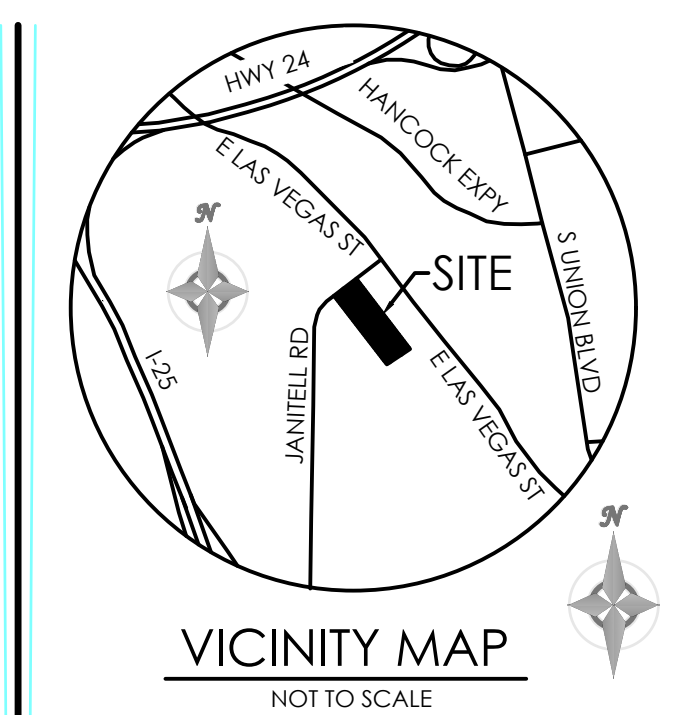 HWY 24
HANCOCK EXPY
E LAS VEGAS ST
N
SITE
S UNION BLVD
I-25
JANITELL RD
E LAS VEGAS ST
N
VICINITY MAP
NOT TO SCALE